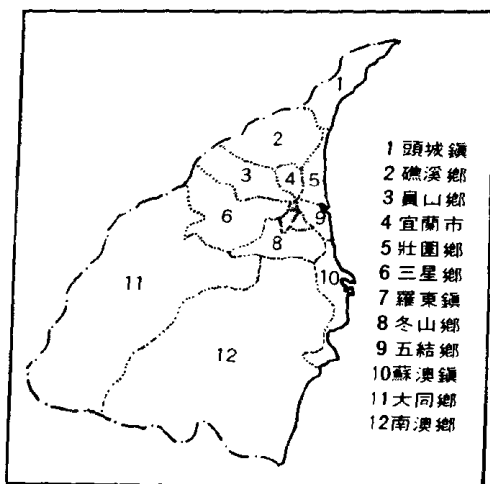 1
2
3
4
5
6
7
9
8
11
10
12
1 頭城鎮
2 礁溪鄉
3 員山鄉
4 宜蘭市
5 壯圍鄉
6 三星鄉
7 羅東鎮
8 冬山鄉
9 五結鄉
10 蘇澳鎮
11 大同鄉
12 南澳鄉